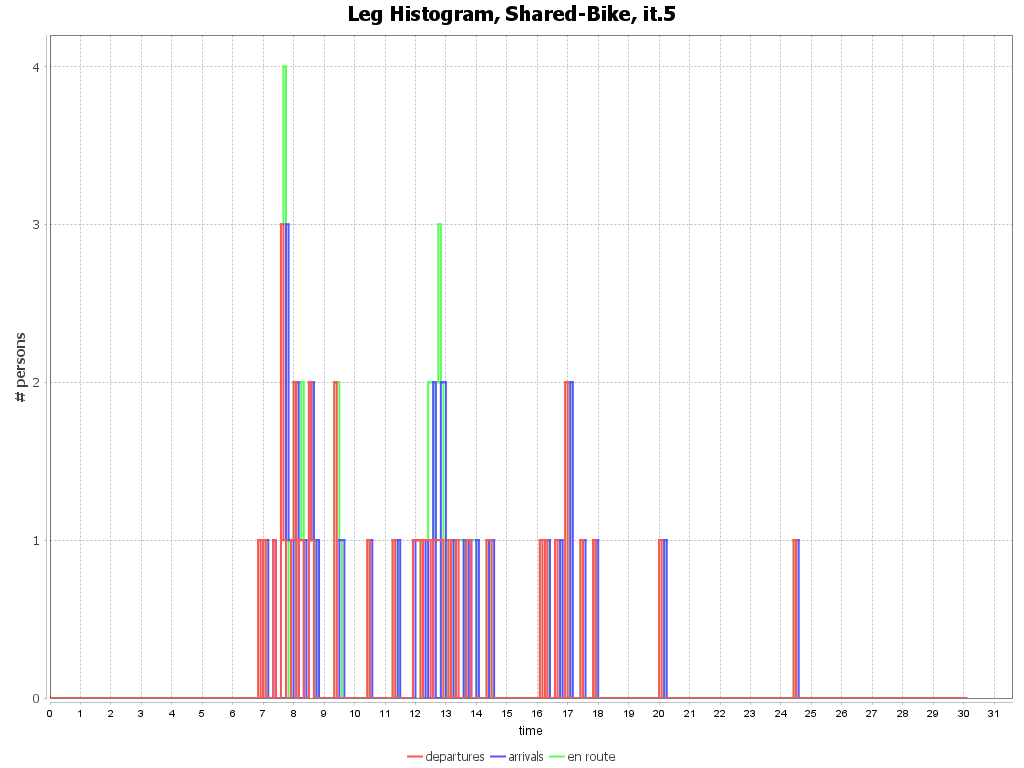 Leg Histogram, Shared-Bike, it.5
# persons
4
3
2
1
0
0 1 2 3 4 5 6 7 8 9 10 11 12 13 14 15 16 17 18 19 20 21 22 23 24 25 26 27 28 29 30 31
time
departures arrivals en route